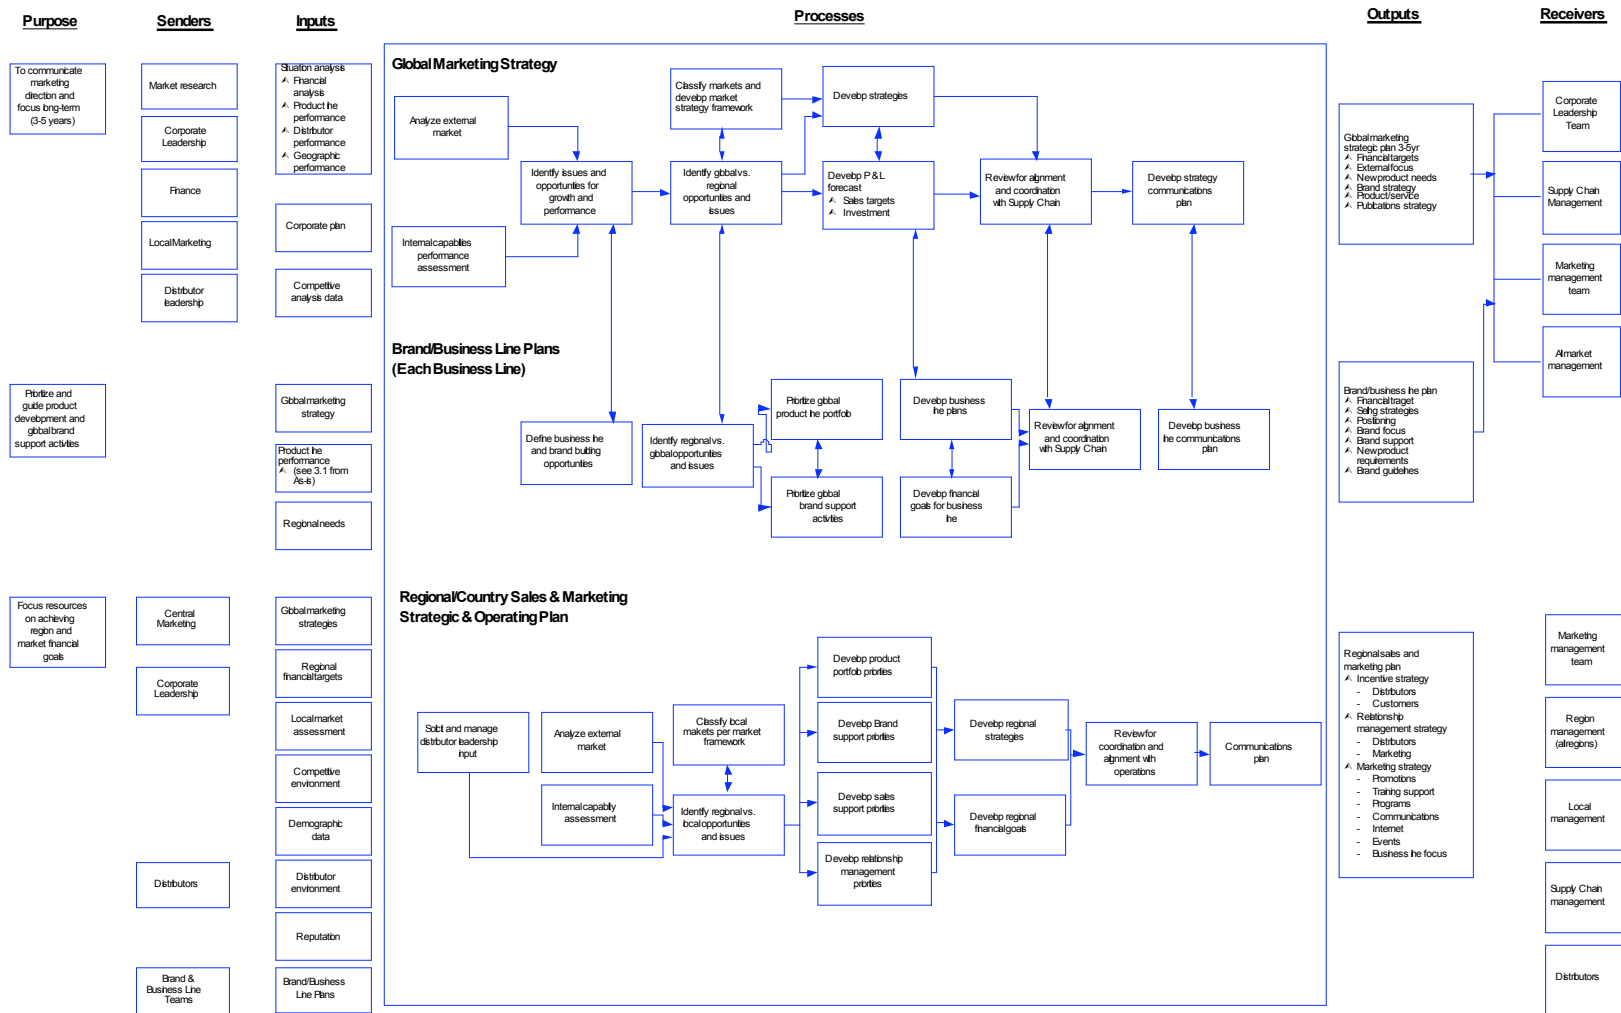 Purpose
Senders
Inputs
Processes
Outputs
Receivers
To communicate
marketing
direction and
focus long-term
(3-5 years)
Market research
Corporate
Leadership
Finance
Local Marketing
Distributor
leadership
Situation analysis
Financial
analysis
Product line
performance
Distributor
performance
Geographic
performance
Corporate plan
Competitive
analysis data
Global Marketing Strategy
Analyze external
market
Internal capabilities
performance
assessment
Identify issues and
opportunities for
growth and
performance
Classify markets and
develop market
strategy framework
Identify global vs.
regional
opportunities and
issues
Develop strategies
Develop P & L
forecast
Sales targets
Investment
Review for alignment
and coordination
with Supply Chain
Develop strategy
communications
plan
Global marketing
strategic plan 3-5yr
Financial targets
External focus
New product needs
Brand strategy
Product/service
Publications strategy
Corporate
Leadership
Team
Supply Chain
Management
Marketing
management
team
All market
management
Brand/Business Line Plans
(Each Business Line)
Prioritize and
guide product
development and
global brand
support activities
Global marketing
strategy
Product line
performance
(see 3.1 from
As-is)
Regional needs
Define business line
and brand building
opportunities
Identify regional vs.
global opportunities
and issues
Prioritize global
product line portfolio
Prioritize global
brand support
activities
Develop business
line plans
Develop financial
goals for business
line
Review for alignment
and coordination
with Supply Chain
Develop business
line communications
plan
Brand/business line plan
Financial traget
Selling strategies
Positioning
Brand focus
Brand support
New product
requirements
Brand guidelines
Regional/Country Sales & Marketing
Strategic & Operating Plan
Focus resources
on achieving
region and
market financial
goals
Central
Marketing
Corporate
Leadership
Distributors
Brand &
Business Line
Teams
Global marketing
strategies
Regional
financial targets
Local market
assessment
Competitive
environment
Demographic
data
Distributor
environment
Reputation
Brand/Business
Line Plans
Solicit and manage
distributor leadership
input
Analyze external
market
Internal capability
assessment
Classify local
makets per market
framework
Identify regional vs.
local opportunities
and issues
Develop product
portfolio priorities
Develop Brand
support priorities
Develop sales
support priorities
Develop relationship
management
priorities
Develop regional
strategies
Develop regional
financial goals
Review for
coordination and
alignment with
operations
Communications
plan
Regional sales and
marketing plan
Incentive strategy
- Distributors
- Customers
Relationship
management strategy
- Distributors
- Marketing
Marketing strategy
- Promotions
- Training support
- Programs
- Communications
- Internet
- Events
- Business line focus
Marketing
management
team
Region
management
(all regions)
Local
management
Supply Chain
management
Distributors